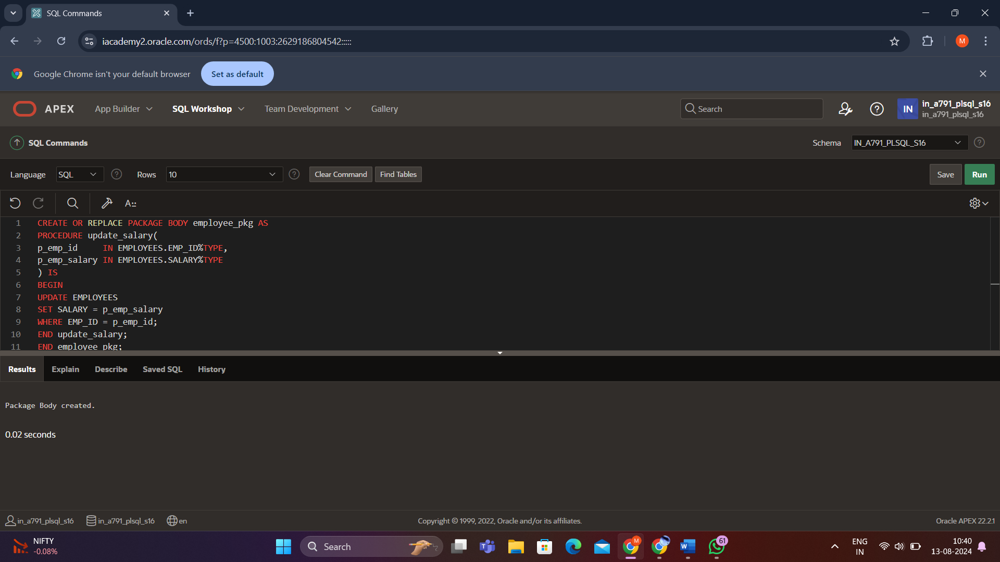 SQL Commands
iacademy2.oracle.com/ords/f?p=4500:1003:2629186804542:::::
M
Google Chrome isn't your default browser
Set as default
APEX
App Builder
SQL Workshop
Team Development
Gallery
Search
IN
in_a791_plsql_s16
in_a791_plsql_s16
SQL Commands
Schema
IN_A791_PLSQL_S16
Language
SQL
Rows
10
Clear Command
Find Tables
Save
Run
1 CREATE OR REPLACE PACKAGE BODY employee_pkg AS
2 PROCEDURE update_salary(
3 p_emp_id     IN EMPLOYEES.EMP_ID%TYPE,
4 p_emp_salary IN EMPLOYEES.SALARY%TYPE
5 ) IS
6 BEGIN
7 UPDATE EMPLOYEES
8 SET SALARY = p_emp_salary
9 WHERE EMP_ID = p_emp_id;
10 END update_salary;
11 END employee_pkg;
Results
Explain
Describe
Saved SQL
History
Package Body created.
0.02 seconds
in_a791_plsql_s16
in_a791_plsql_s16
en
Copyright © 1999, 2022, Oracle and/or its affiliates.
Oracle APEX 22.2.1
NIFTY
-0.08%
Search
M
61
ENG
IN
10:40
13-08-2024